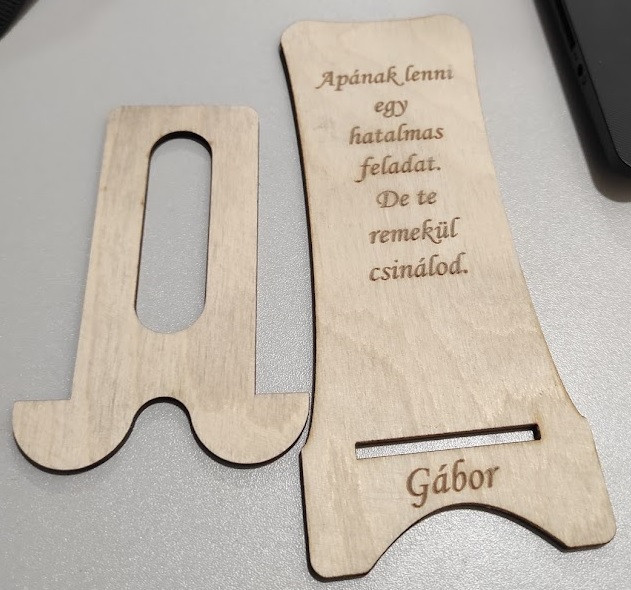 Apának lenni
egy
hatalmas
feladat.
De te
remekül
csinálod.
Gábor